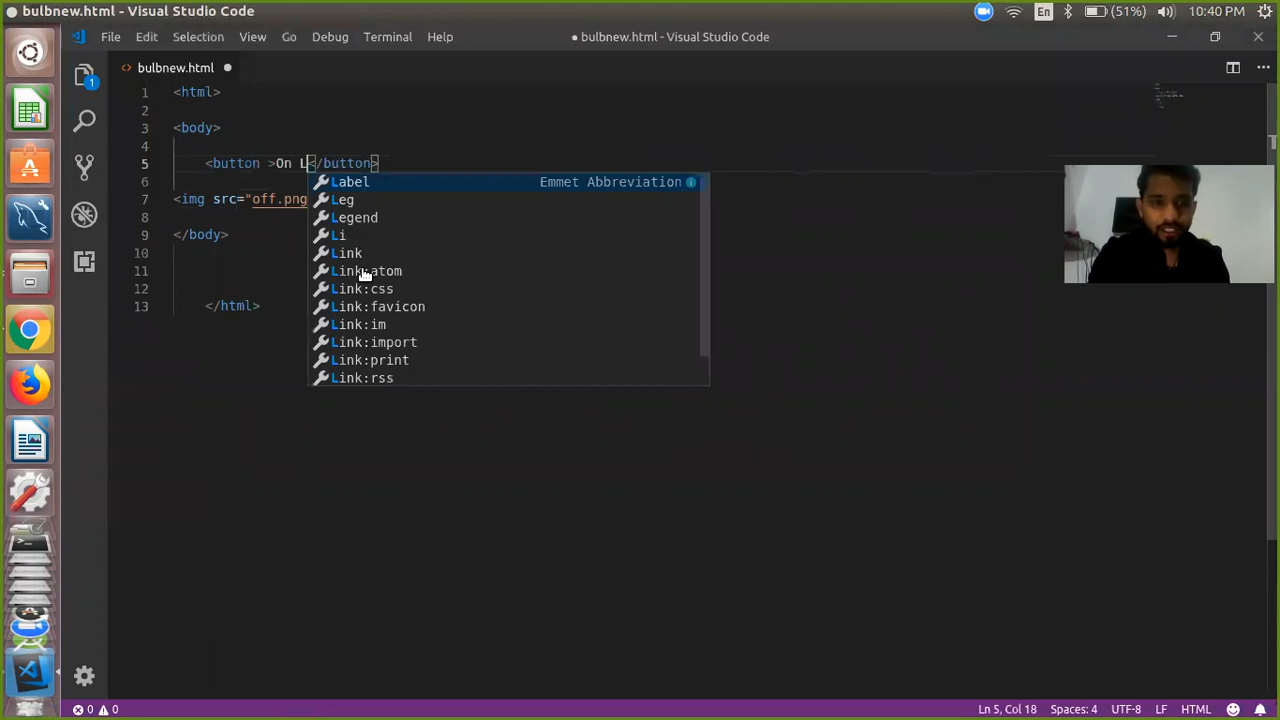 bulbnew.html - Visual Studio Code
En
(51%)
10:40 PM
File Edit Selection View Go Debug Terminal Help
● bulbnew.html - Visual Studio Code
1
bulbnew.html
1 <html>
2
3 <body>
4
5 <button >On L</button>
6
7 <img src="off.png
8
9 </body>
10
11
12
13 </html>
Label Emmet Abbreviation
Leg
Legend
Li
Link
Link:atom
Link:css
Link:favicon
Link:im
Link:import
Link:print
Link:rss
0 0
Ln 5, Col 18 Spaces: 4 UTF-8 LF HTML